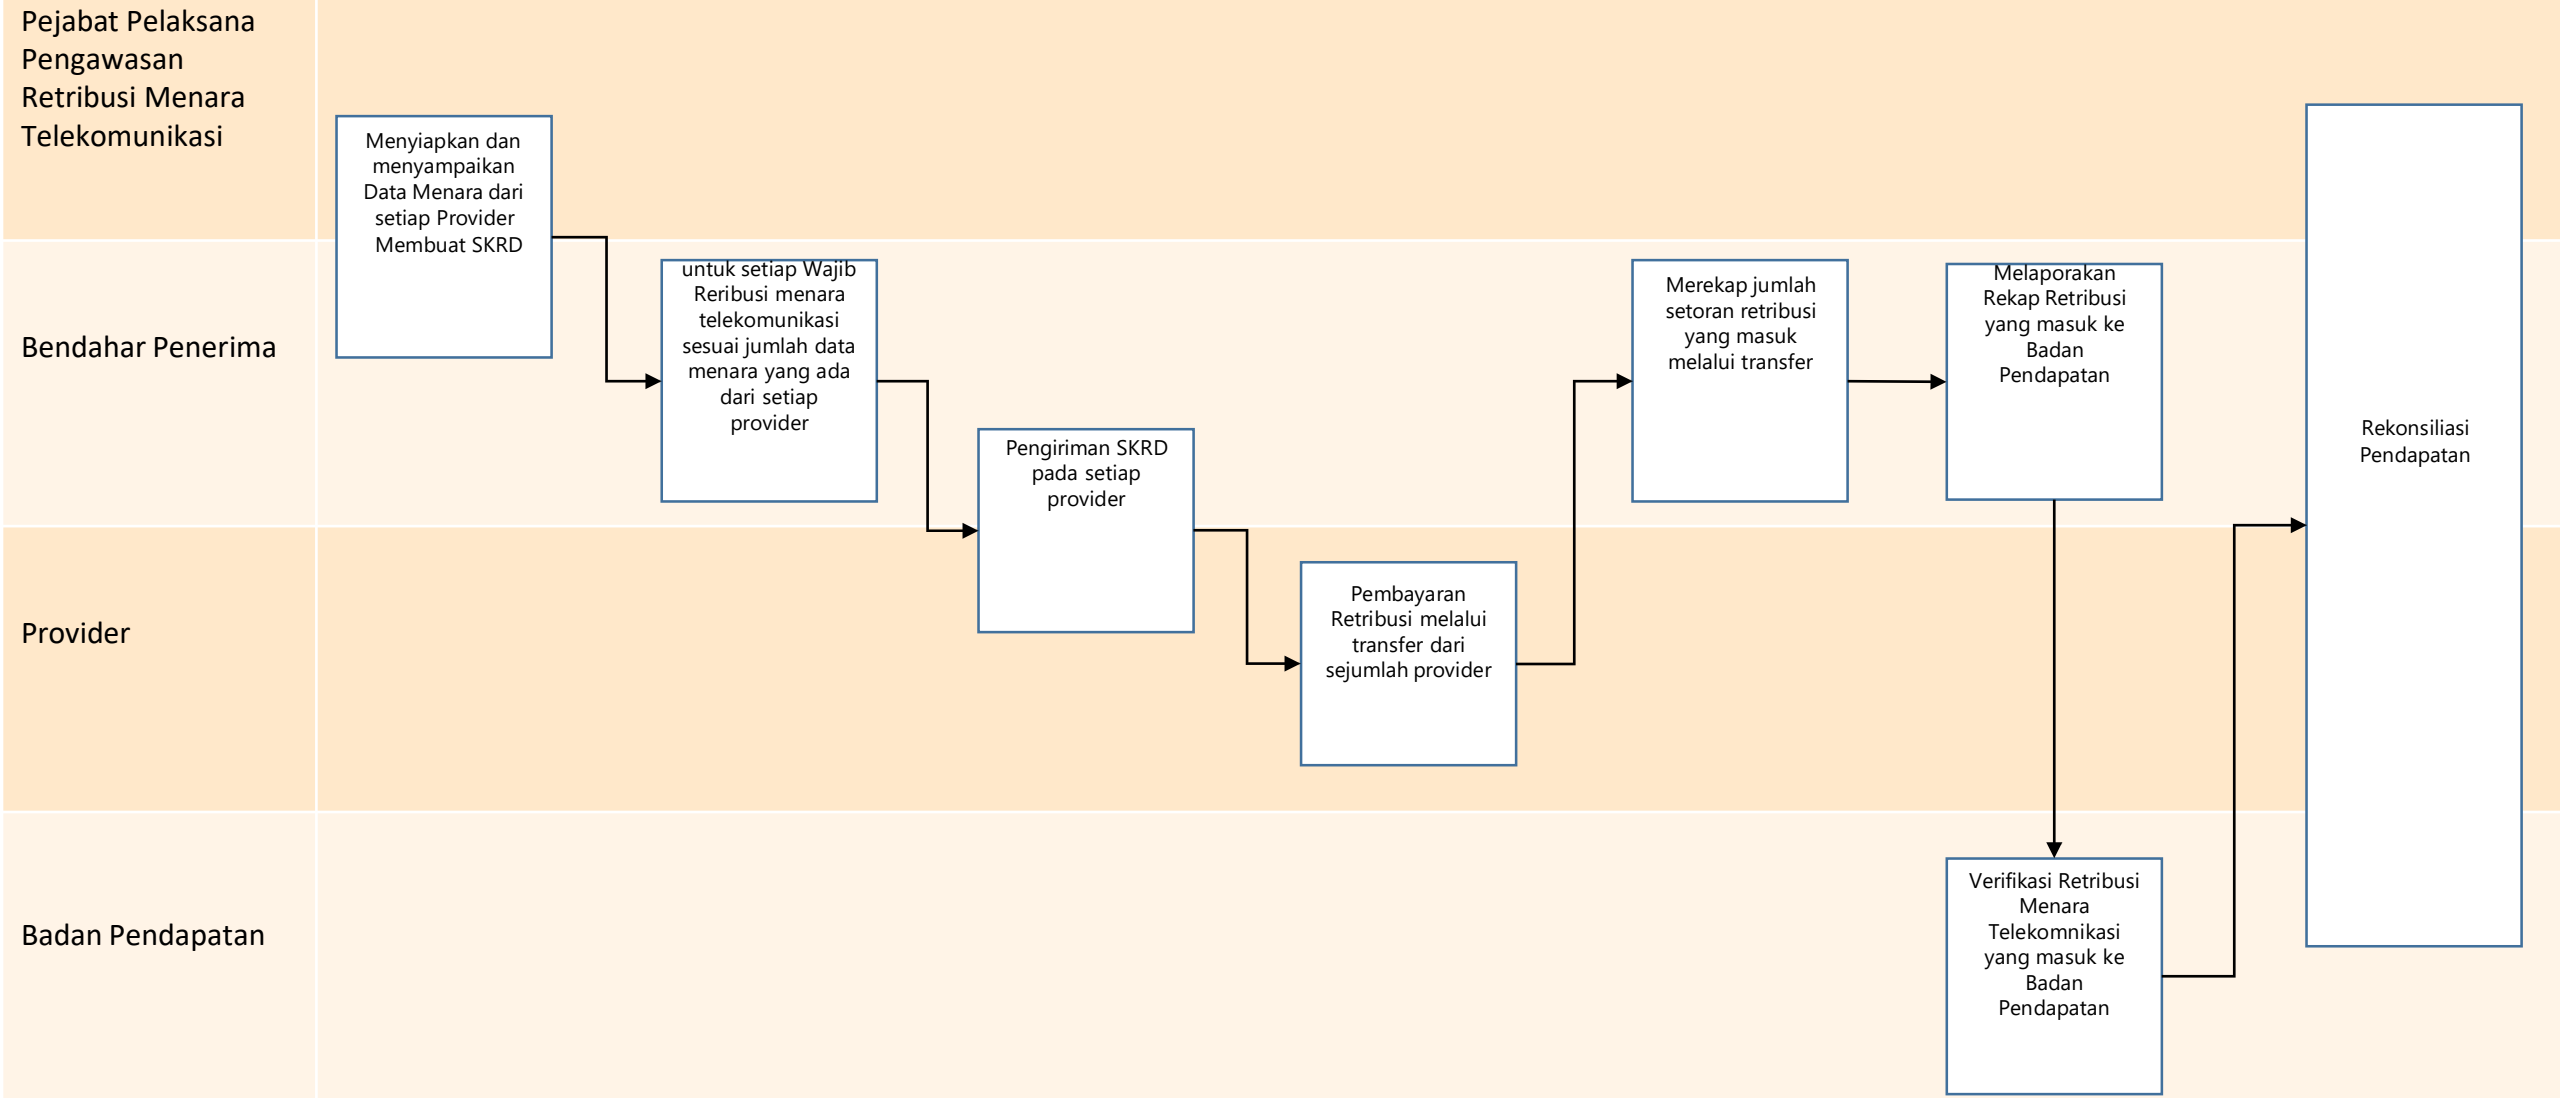 Pejabat Pelaksana
Pengawasan
Retribusi Menara
Telekomunikasi
Menyiapkan dan
menyampaikan
Data Menara dari
setiap Provider
Membuat SKRD
Bendahar Penerima
untuk setiap Wajib
Reribusi menara
telekomunikasi
sesuai jumlah data
menara yang ada
dari setiap
provider
Pengiriman SKRD
pada setiap
provider
Merekap jumlah
setoran retribusi
yang masuk
melalui transfer
Melaporakan
Rekap Retribusi
yang masuk ke
Badan
Pendapatan
Rekonsiliasi
Pendapatan
Provider
Pembayaran
Retribusi melalui
transfer dari
sejumlah provider
Badan Pendapatan
Verifikasi Retribusi
Menara
Telekomnikasi
yang masuk ke
Badan
Pendapatan